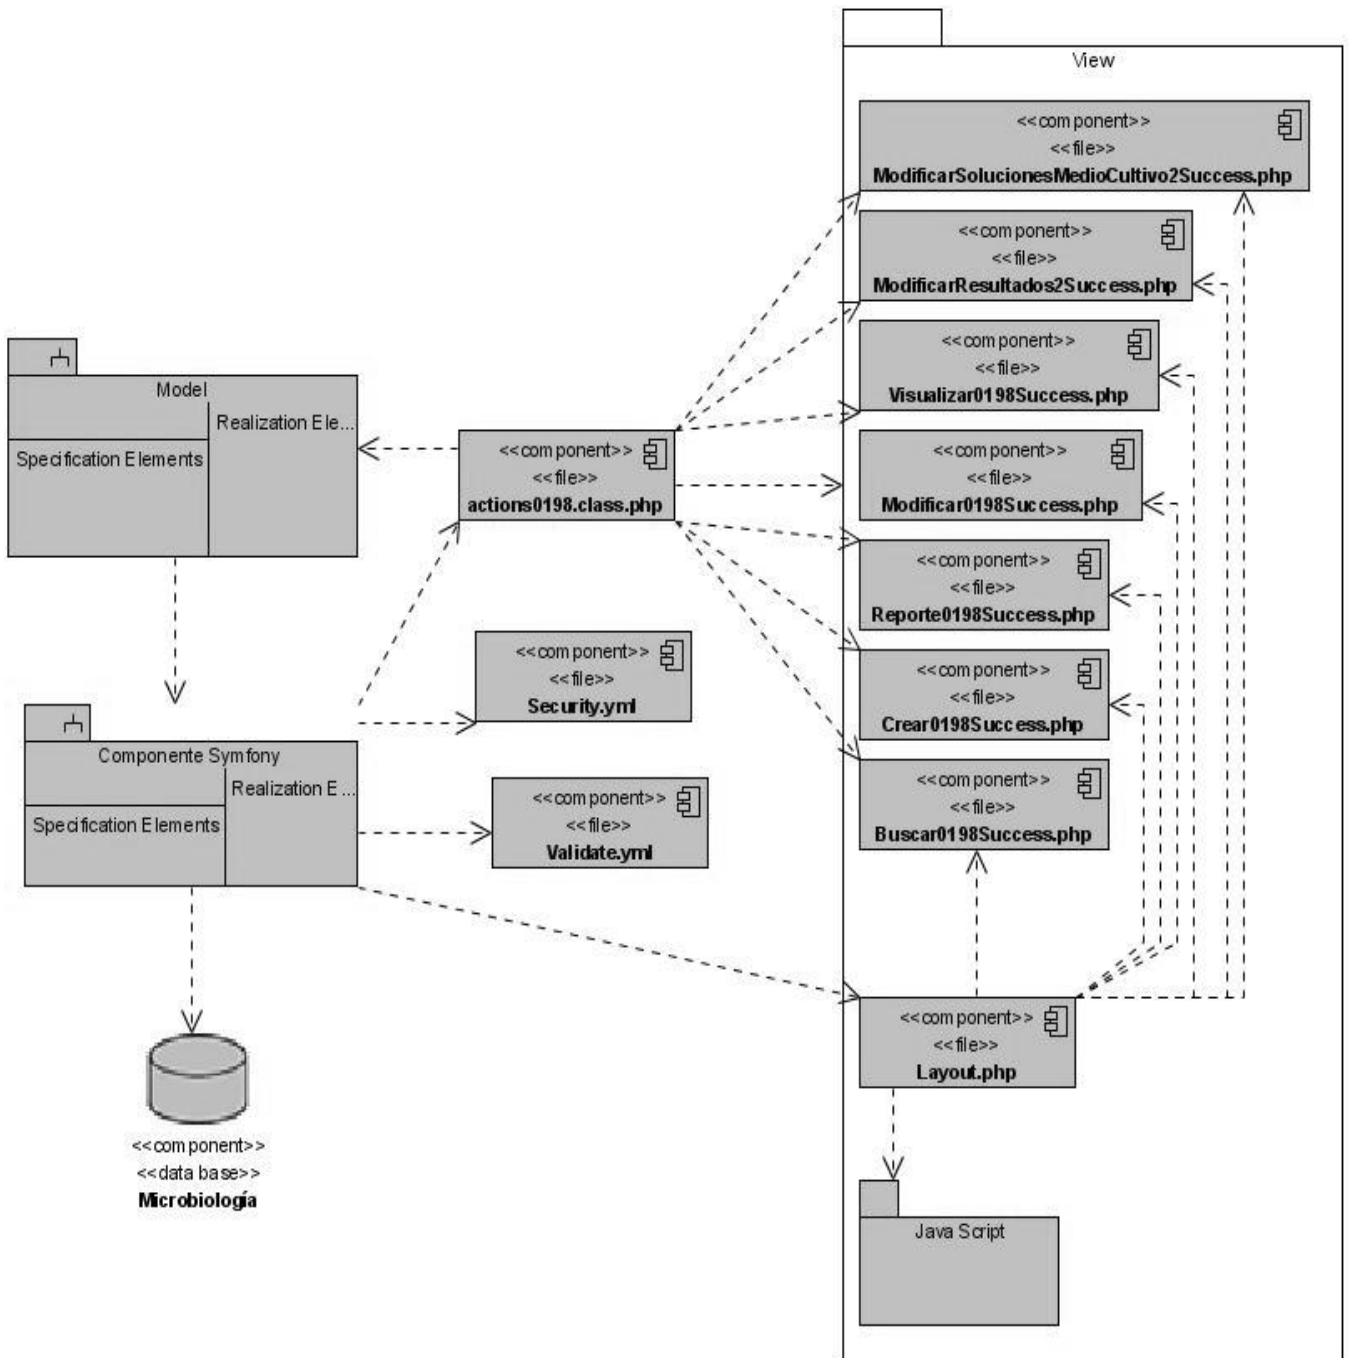 View
<<component>>
<<file>>
ModificarSolucionesMedioCultivo2Success.php
<<component>>
<<file>>
ModificarResultados2Success.php
<<component>>
<<file>>
Visualizar0198Success.php
<<component>>
<<file>>
Modificar0198Success.php
<<component>>
<<file>>
Reporte0198Success.php
<<component>>
<<file>>
Crear0198Success.php
<<component>>
<<file>>
Buscar0198Success.php
<<component>>
<<file>>
Layout.php
Java Script
Model
Realization Ele...
Specification Elements
<<component>>
<<file>>
actions0198.class.php
<<component>>
<<file>>
Security.yml
<<component>>
<<file>>
Validate.yml
Componente Symfony
Realization E...
Specification Elements
<<component>>
<<data base>>
Microbiología